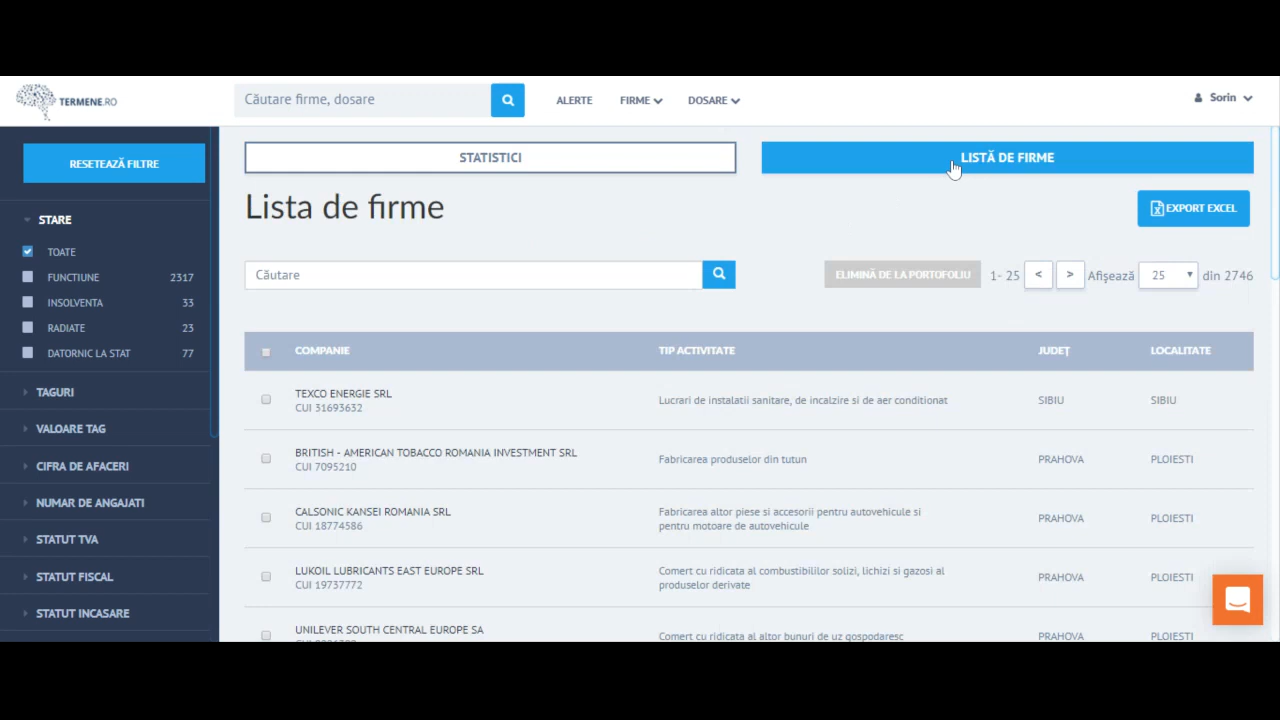 TERMENE.RO
Căutare firme, dosare
ALERTE
FIRME
DOSARE
Sorin
RESETEAZĂ FILTRE
STARE
TOATE
FUNCTIUNE 2317
INSOLVENTA 33
RADIATE 23
DATORNIC LA STAT 77
TAGURI
VALOARE TAG
CIFRA DE AFACERI
NUMAR DE ANGAJATI
STATUT TVA
STATUT FISCAL
STATUT INCASARE
STATISTICI
LISTĂ DE FIRME
Lista de firme
EXPORT EXCEL
Căutare
ELIMINĂ DE LA PORTOFOLIU
1- 25 < > Afișează 25 din 2746
COMPANIE TIP ACTIVITATE JUDEȚ LOCALITATE
TEXCO ENERGIE SRL
CUI 31693632
Lucrari de instalatii sanitare, de incalzire si de aer conditionat
SIBIU
SIBIU
BRITISH - AMERICAN TOBACCO ROMANIA INVESTMENT SRL
CUI 7095210
Fabricarea produselor din tutun
PRAHOVA
PLOIESTI
CALSONIC KANSEI ROMANIA SRL
CUI 18774586
Fabricarea altor piese si accesorii pentru autovehicule si
pentru motoare de autovehicule
PRAHOVA
PLOIESTI
LUKOIL LUBRICANTS EAST EUROPE SRL
CUI 19737772
Comert cu ridicata al combustibililor solizi, lichizi si gazosi al
produselor derivate
PRAHOVA
PLOIESTI
UNILEVER SOUTH CENTRAL EUROPE SA
Comert cu ridicata al altor bunuri de uz gospodaresc
PRAHOVA
PLOIESTI